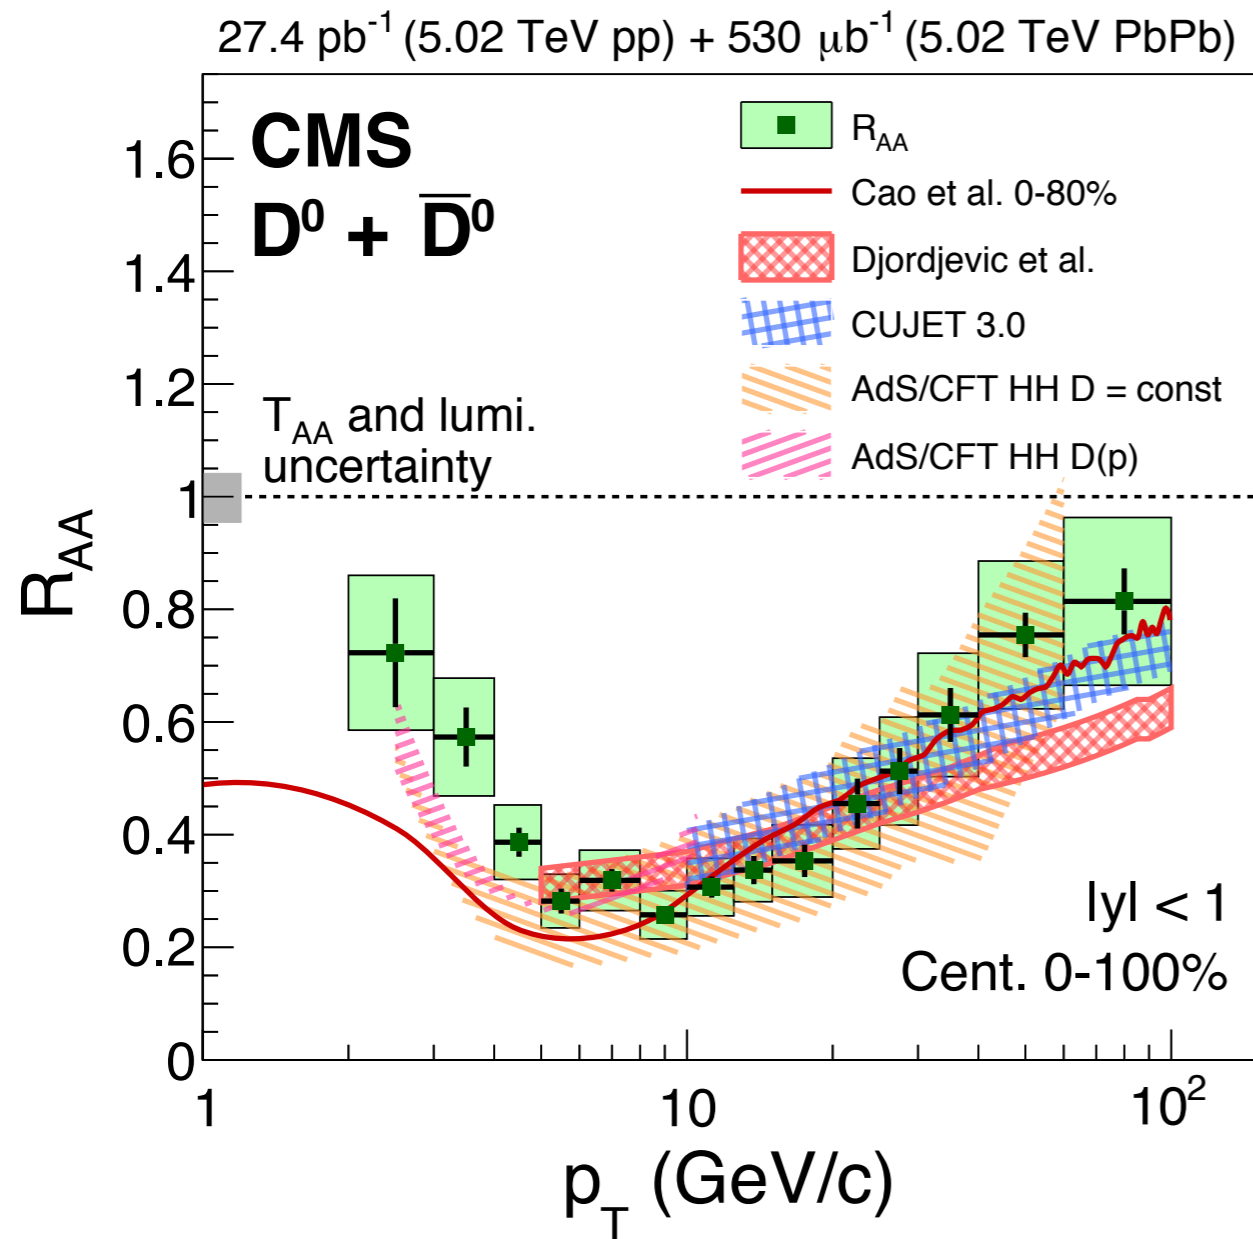 27.4 pb⁻¹ (5.02 TeV pp) + 530 μb⁻¹ (5.02 TeV PbPb)
CMS
D⁰ + D̅⁰
R_AA
Cao et al. 0-80%
Djordjevic et al.
CUJET 3.0
AdS/CFT HH D = const
AdS/CFT HH D(p)
T_AA and lumi.
uncertainty
1.6
1.4
1.2
1
0.8
0.6
0.4
0.2
0
R_AA
|y| < 1
Cent. 0-100%
1
10
10²
p_T (GeV/c)